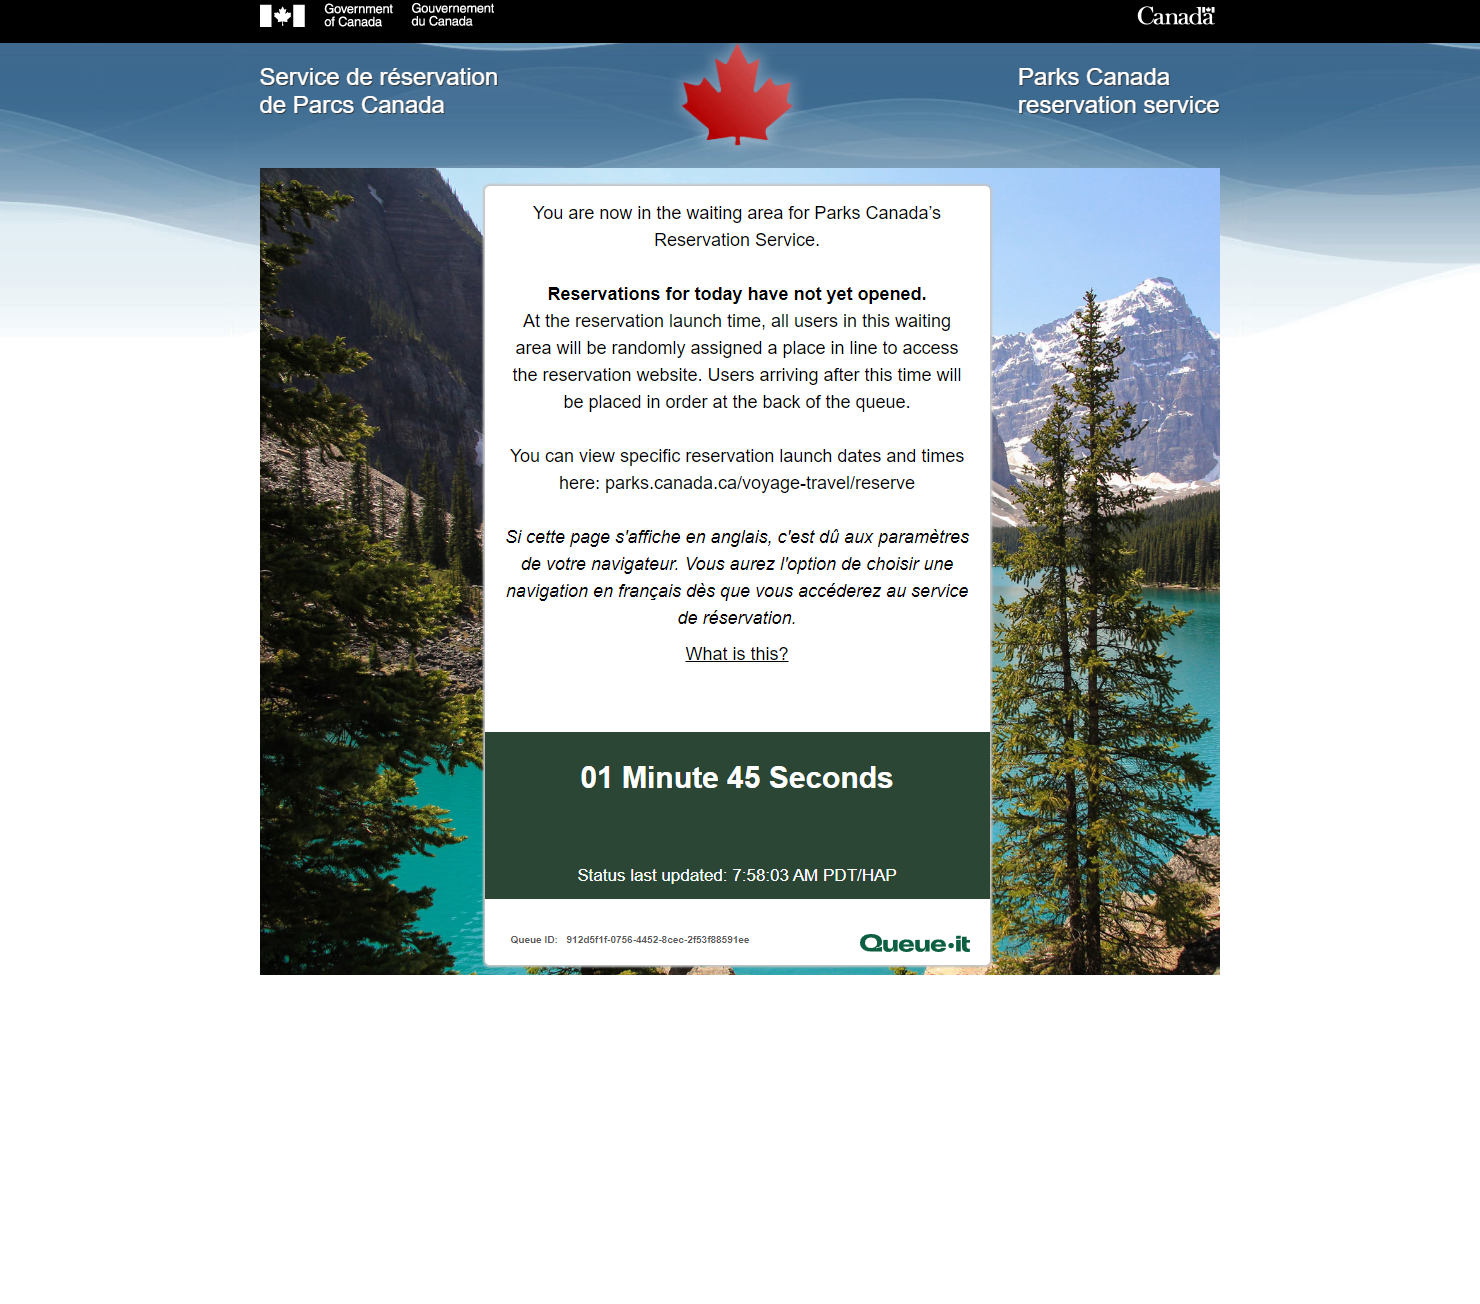 Government
of Canada
Gouvernement
du Canada
Canada
Service de réservation
de Parcs Canada
Parks Canada
reservation service
You are now in the waiting area for Parks Canada’s
Reservation Service.
Reservations for today have not yet opened.
At the reservation launch time, all users in this waiting
area will be randomly assigned a place in line to access
the reservation website. Users arriving after this time will
be placed in order at the back of the queue.
You can view specific reservation launch dates and times
here: parks.canada.ca/voyage-travel/reserve
Si cette page s'affiche en anglais, c'est dû aux paramètres
de votre navigateur. Vous aurez l'option de choisir une
navigation en français dès que vous accéderez au service
de réservation.
What is this?
01 Minute 45 Seconds
Status last updated: 7:58:03 AM PDT/HAP
Queue ID: 912d5f1f-0756-4452-8cec-2f53f88591ee
Queue-it